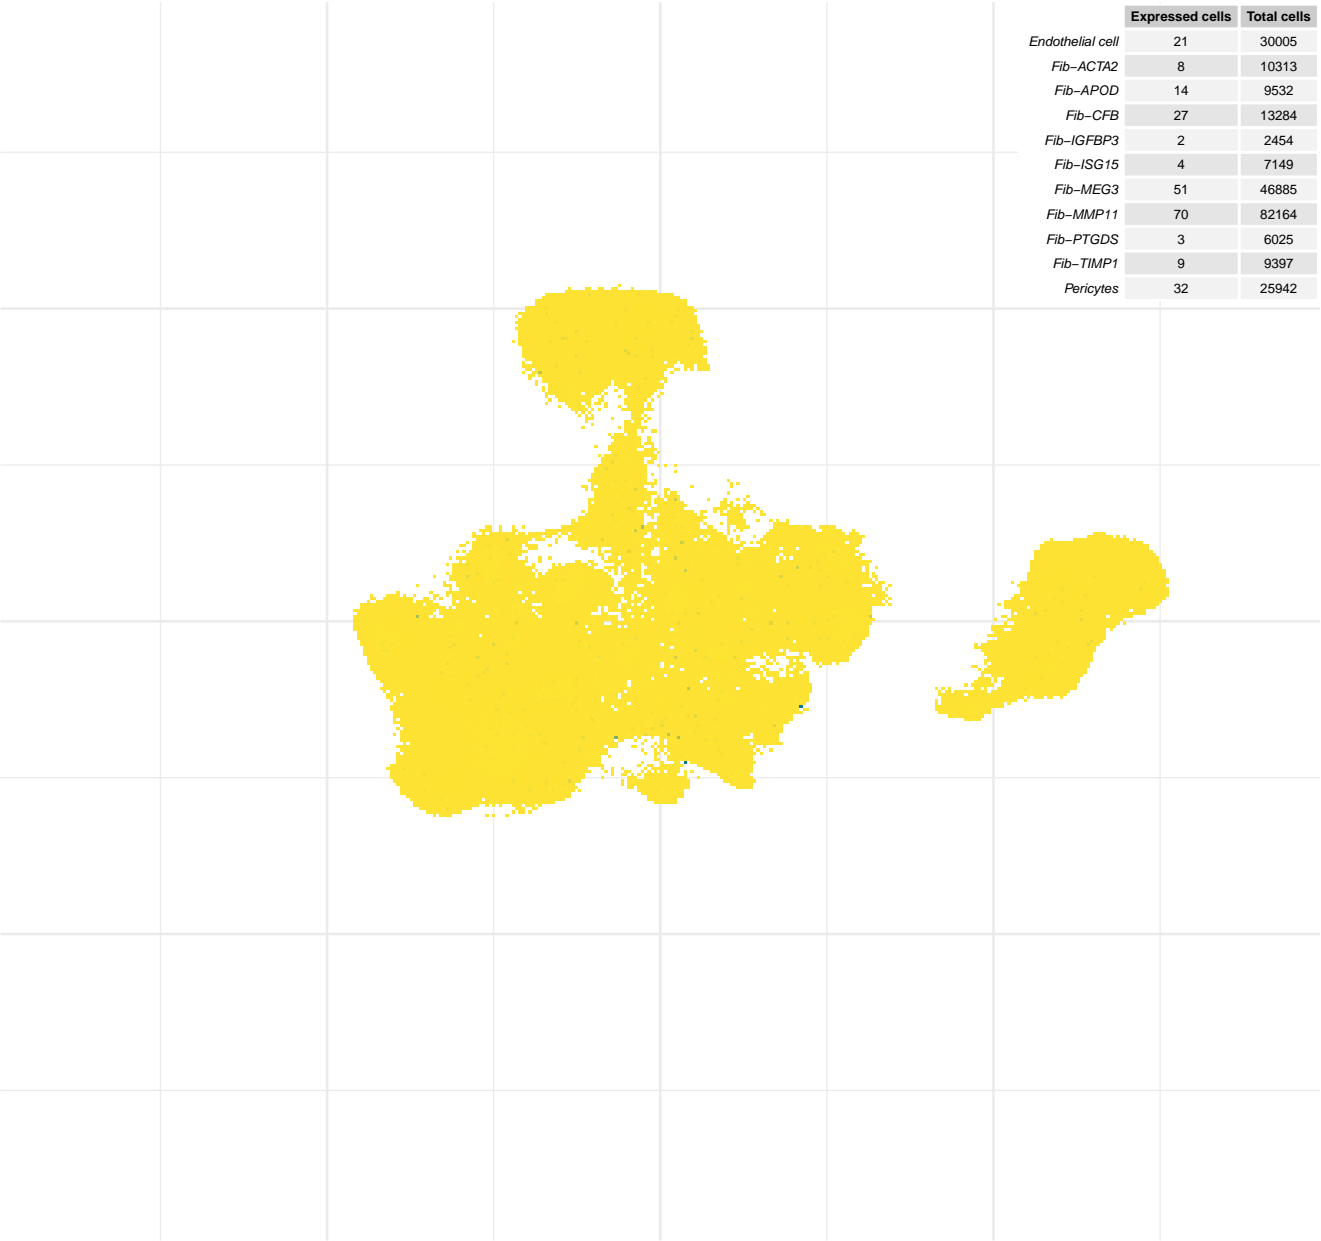 Expressed cells Total cells
Endothelial cell 21 30005
Fib−ACTA2 8 10313
Fib−APOD 14 9532
Fib−CFB 27 13284
Fib−IGFBP3 2 2454
Fib−ISG15 4 7149
Fib−MEG3 51 46885
Fib−MMP11 70 82164
Fib−PTGDS 3 6025
Fib−TIMP1 9 9397
Pericytes 32 25942